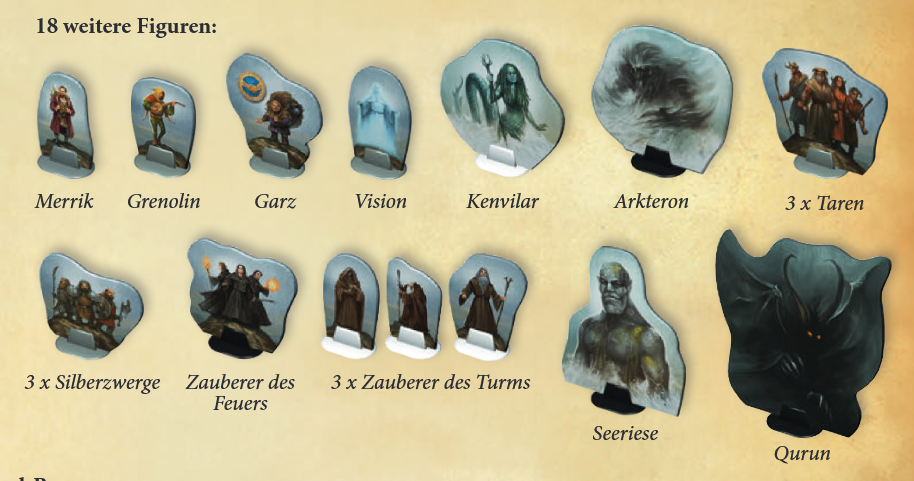 18 weitere Figuren:
Merrik
Grenolin
Garz
Vision
Kenvilar
Arkteron
3 x Taren
3 x Silberzwerge
Zauberer des
Feuers
3 x Zauberer des Turms
Seeriese
Qurun